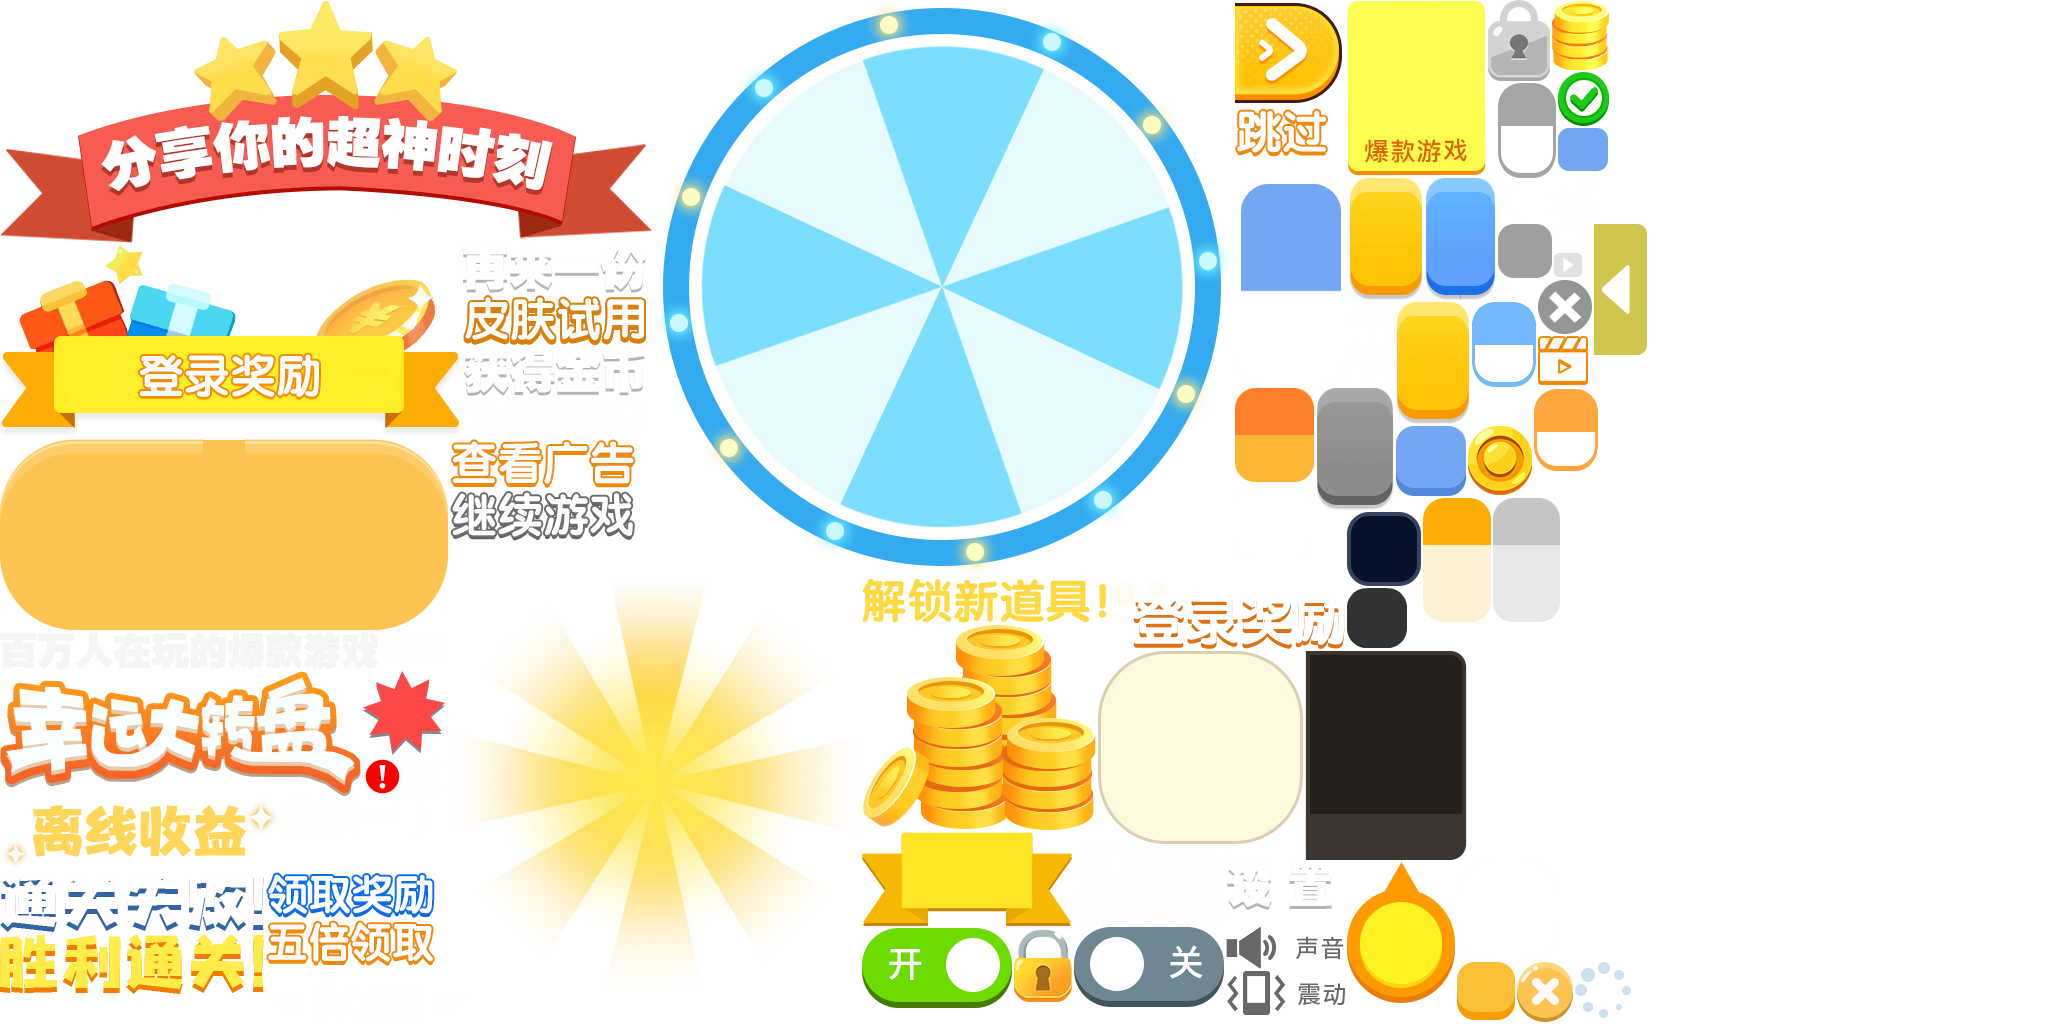 分享你的超神时刻
跳过
爆款游戏
再来一份
皮肤试用
获得金币
登录奖励
查看广告
继续游戏
解锁新道具!
登录奖励
百万人在玩的爆款游戏
幸运大转盘
离线收益
通关失败!
领取奖励
胜利通关!
五倍领取
设置
开
关
声音
震动